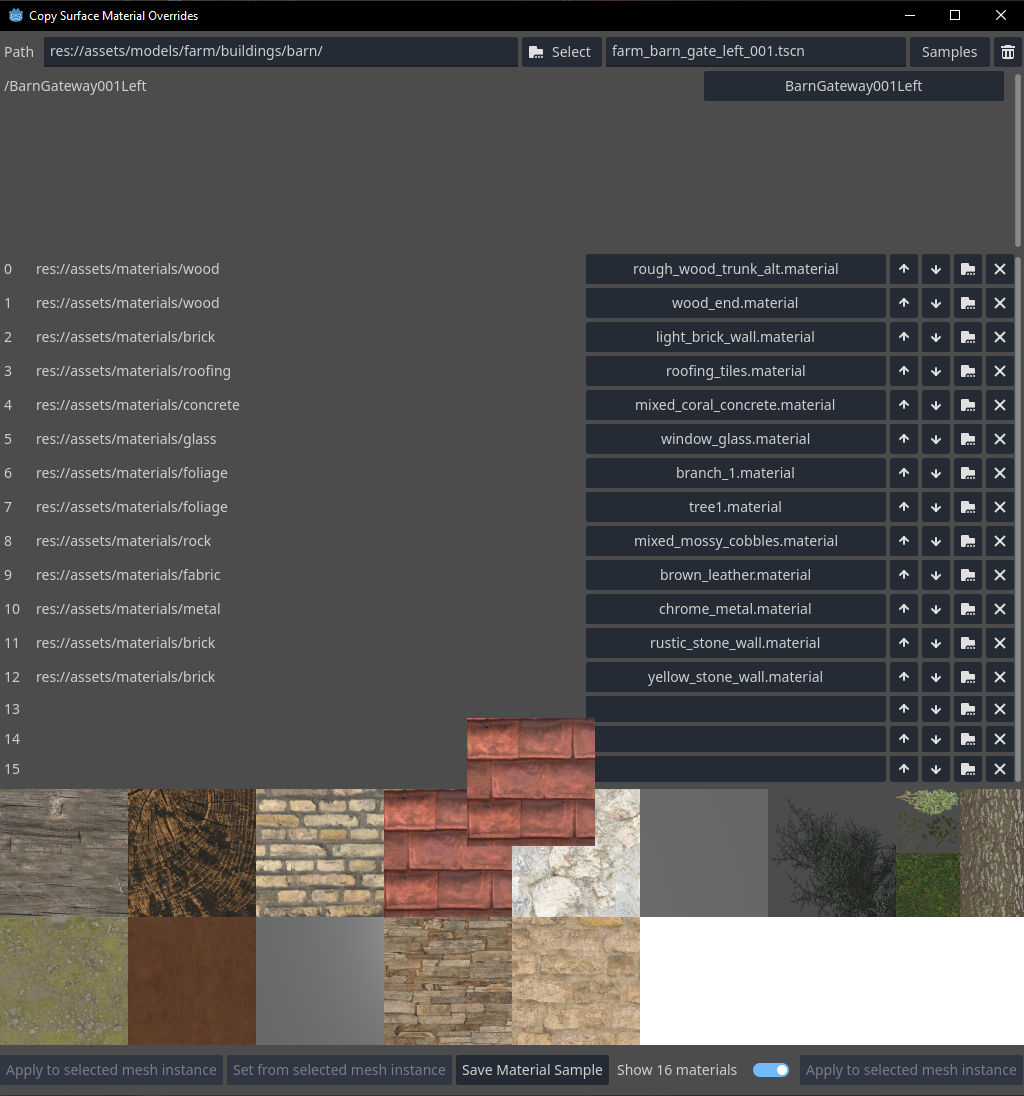 Copy Surface Material Overrides
Path res://assets/models/farm/buildings/barn/ Select farm_barn_gate_left_001.tscn Samples
/BarnGateway001Left BarnGateway001Left
0 res://assets/materials/wood rough_wood_trunk_alt.material
1 res://assets/materials/wood wood_end.material
2 res://assets/materials/brick light_brick_wall.material
3 res://assets/materials/roofing roofing_tiles.material
4 res://assets/materials/concrete mixed_coral_concrete.material
5 res://assets/materials/glass window_glass.material
6 res://assets/materials/foliage branch_1.material
7 res://assets/materials/foliage tree1.material
8 res://assets/materials/rock mixed_mossy_cobbles.material
9 res://assets/materials/fabric brown_leather.material
10 res://assets/materials/metal chrome_metal.material
11 res://assets/materials/brick rustic_stone_wall.material
12 res://assets/materials/brick yellow_stone_wall.material
13
14
15
Apply to selected mesh instance Set from selected mesh instance Save Material Sample Show 16 materials Apply to selected mesh instance